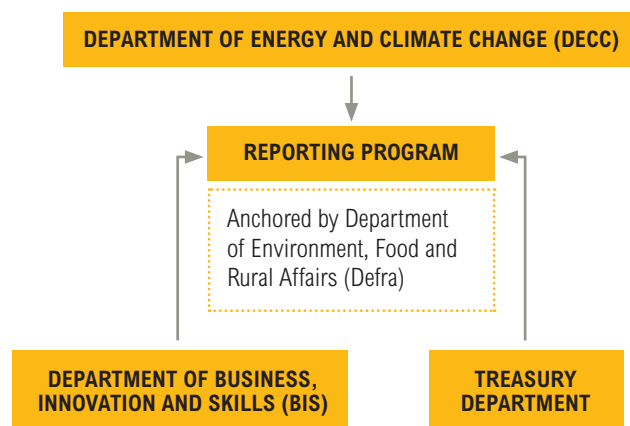 DEPARTMENT OF ENERGY AND CLIMATE CHANGE (DECC)
REPORTING PROGRAM
Anchored by Department
of Environment, Food and
Rural Affairs (Defra)
DEPARTMENT OF BUSINESS,
INNOVATION AND SKILLS (BIS)
TREASURY
DEPARTMENT